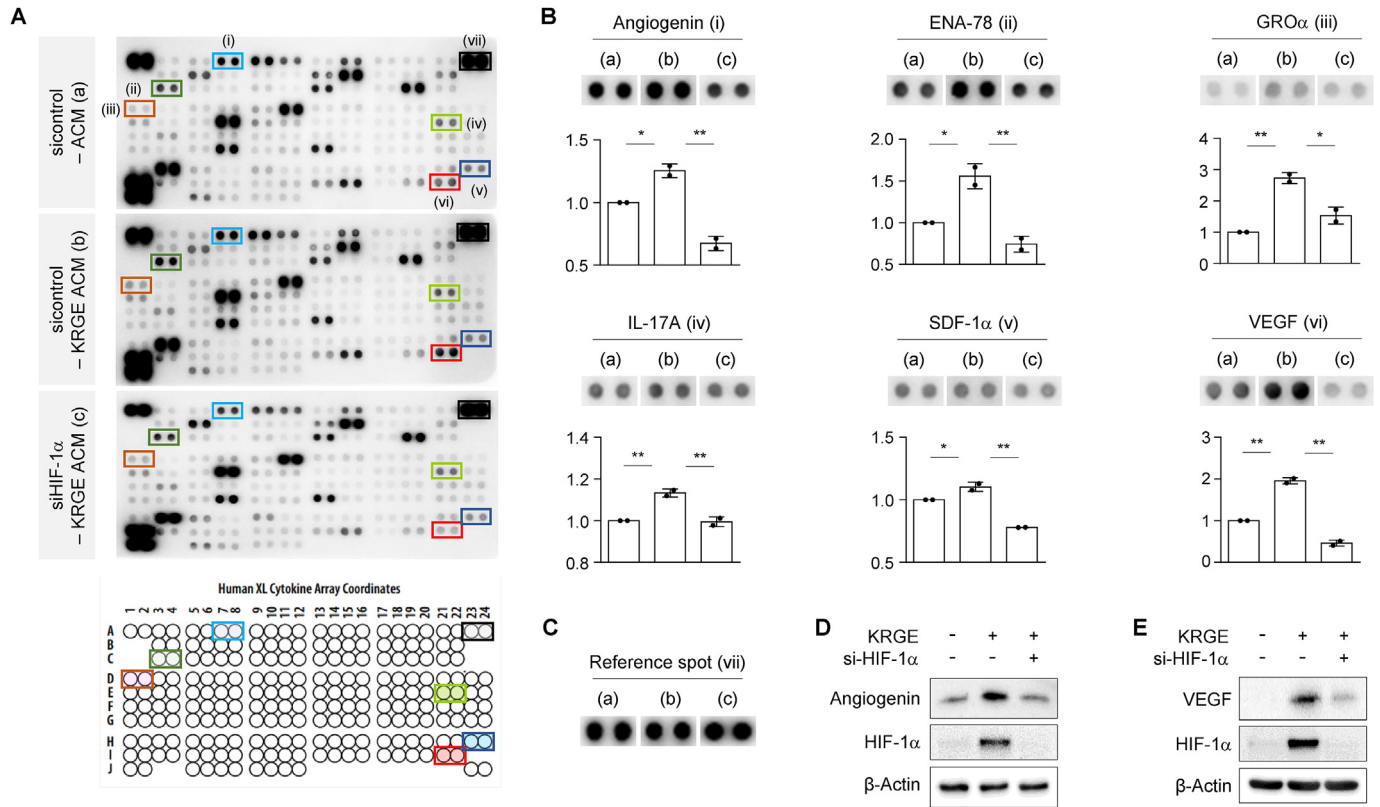 A
sicontrol
– ACM (a)
sicontrol
– KRGE ACM (b)
siHIF-1α
– KRGE ACM (c)
(i)
(vii)
(ii)
(iii)
(iv)
(v)
(vi)
Human XL Cytokine Array Coordinates
1 2 3 4 5 6 7 8 9 10 11 12 13 14 15 16 17 18 19 20 21 22 23 24
A
B
C
D
E
F
G
H
I
J
B
Angiogenin (i)
(a) (b) (c)
* **
1.5
1.0
0.5
ENA-78 (ii)
(a) (b) (c)
* **
2.0
1.5
1.0
0.5
GROα (iii)
(a) (b) (c)
** *
4
3
2
1
0
IL-17A (iv)
(a) (b) (c)
** **
1.4
1.2
1.0
0.8
SDF-1α (v)
(a) (b) (c)
* **
1.5
1.0
0.5
VEGF (vi)
(a) (b) (c)
** **
3
2
1
0
C
Reference spot (vii)
(a) (b) (c)
D
KRGE - + +
si-HIF-1α - - +
Angiogenin
HIF-1α
β-Actin
E
KRGE - + +
si-HIF-1α - - +
VEGF
HIF-1α
β-Actin